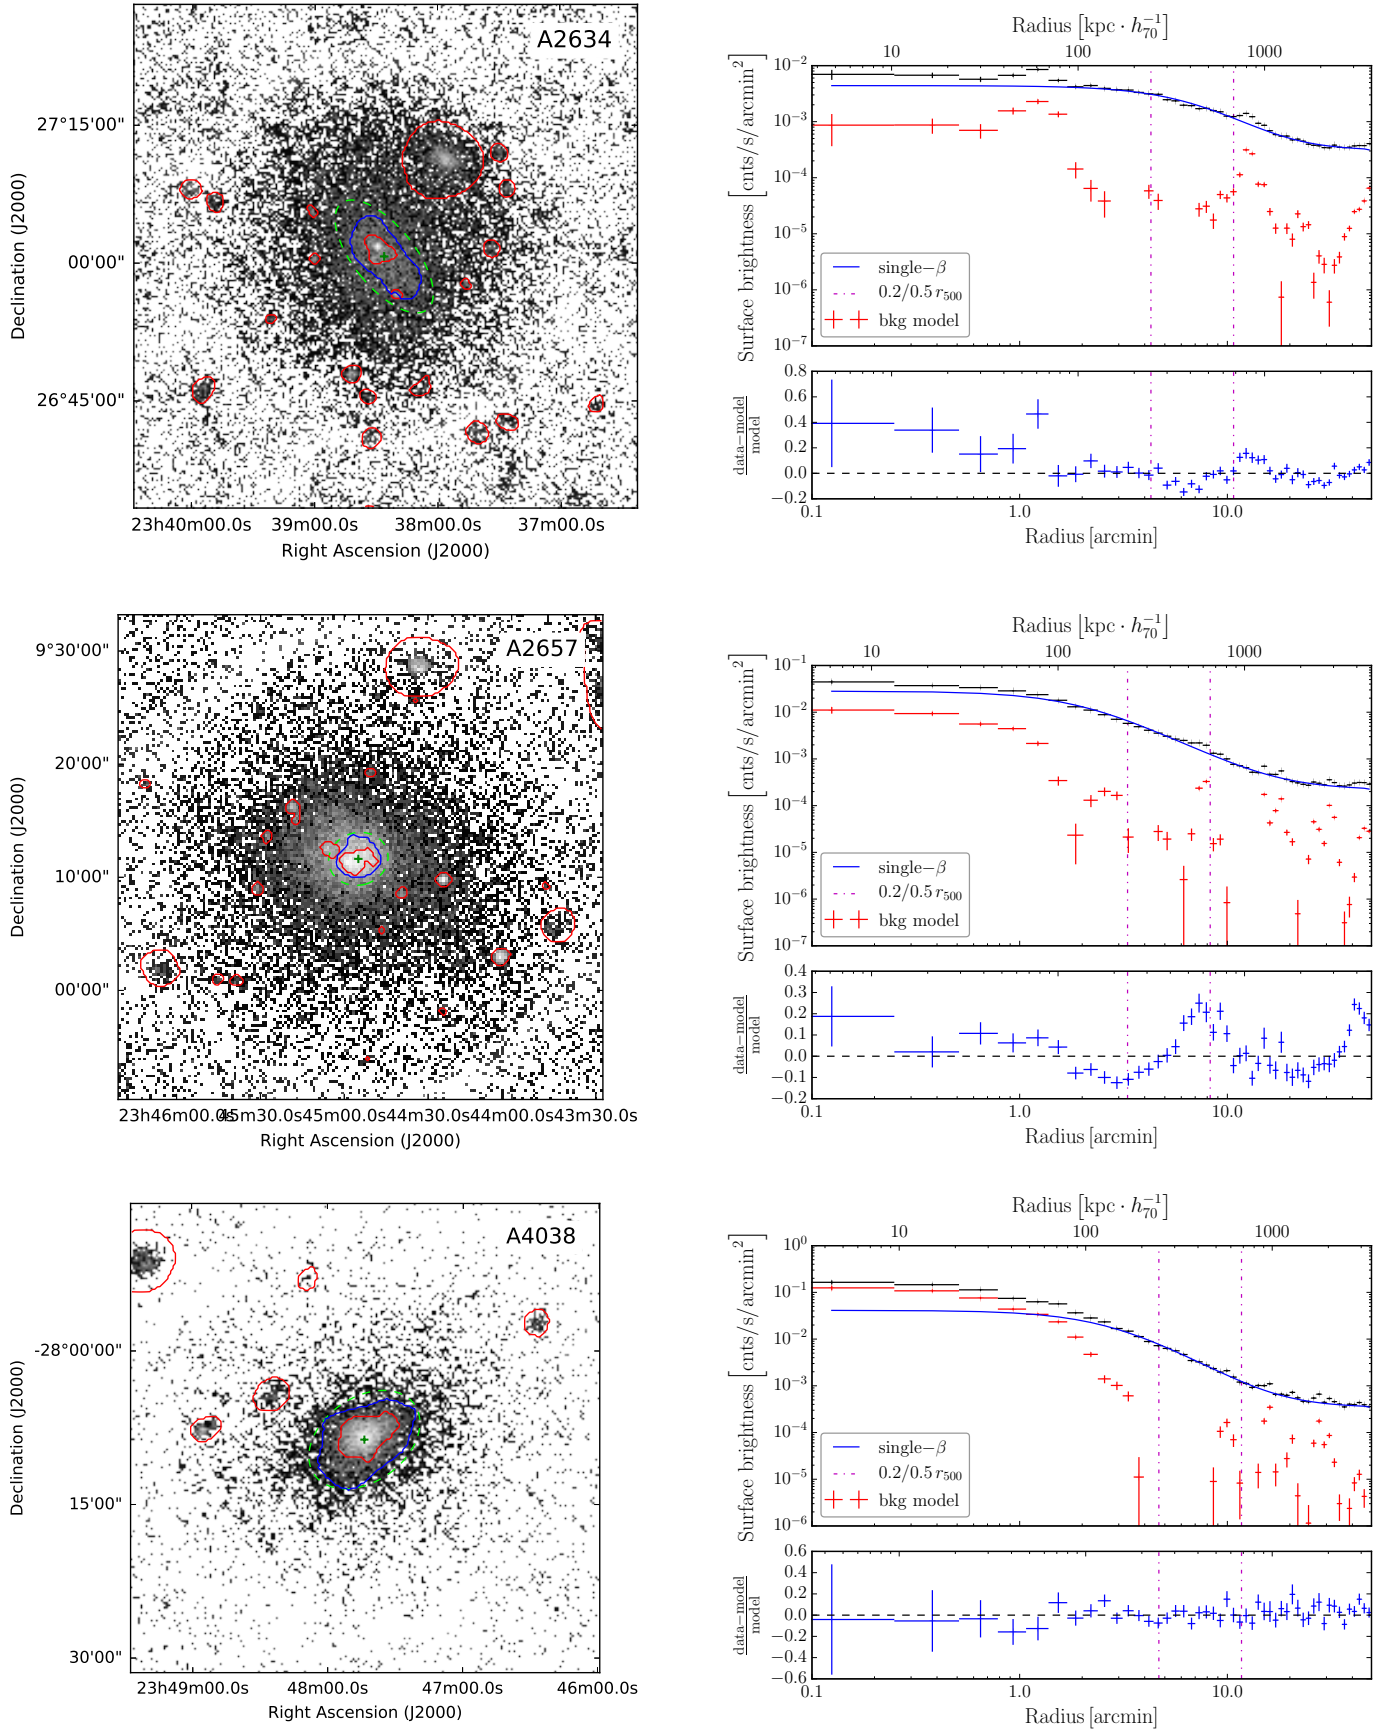 A2634
27°15'00"
00'00"
26°45'00"
Declination (J2000)
23h40m00.0s 39m00.0s 38m00.0s 37m00.0s
Right Ascension (J2000)
Radius [kpc · h₇₀⁻¹]
10 100 1000
10⁻²
10⁻³
10⁻⁴
10⁻⁵
10⁻⁶
10⁻⁷
Surface brightness [cnts/s/arcmin²]
single−β
0.2/0.5 r₅₀₀
bkg model
0.8
0.6
0.4
0.2
0.0
−0.2
data−model
model
0.1 1.0 10.0
Radius [arcmin]
A2657
9°30'00"
20'00"
10'00"
00'00"
Declination (J2000)
23h46m00.0s 45m30.0s 45m00.0s 44m30.0s 44m00.0s 43m30.0s
Right Ascension (J2000)
Radius [kpc · h₇₀⁻¹]
10 100 1000
10⁻¹
10⁻²
10⁻³
10⁻⁴
10⁻⁵
10⁻⁶
10⁻⁷
Surface brightness [cnts/s/arcmin²]
single−β
0.2/0.5 r₅₀₀
bkg model
0.4
0.3
0.2
0.1
0.0
−0.1
−0.2
data−model
model
0.1 1.0 10.0
Radius [arcmin]
A4038
-28°00'00"
15'00"
30'00"
Declination (J2000)
23h49m00.0s 48m00.0s 47m00.0s 46m00.0s
Right Ascension (J2000)
Radius [kpc · h₇₀⁻¹]
10 100 1000
10⁰
10⁻¹
10⁻²
10⁻³
10⁻⁴
10⁻⁵
10⁻⁶
Surface brightness [cnts/s/arcmin²]
single−β
0.2/0.5 r₅₀₀
bkg model
0.6
0.4
0.2
0.0
−0.2
−0.4
−0.6
data−model
model
0.1 1.0 10.0
Radius [arcmin]